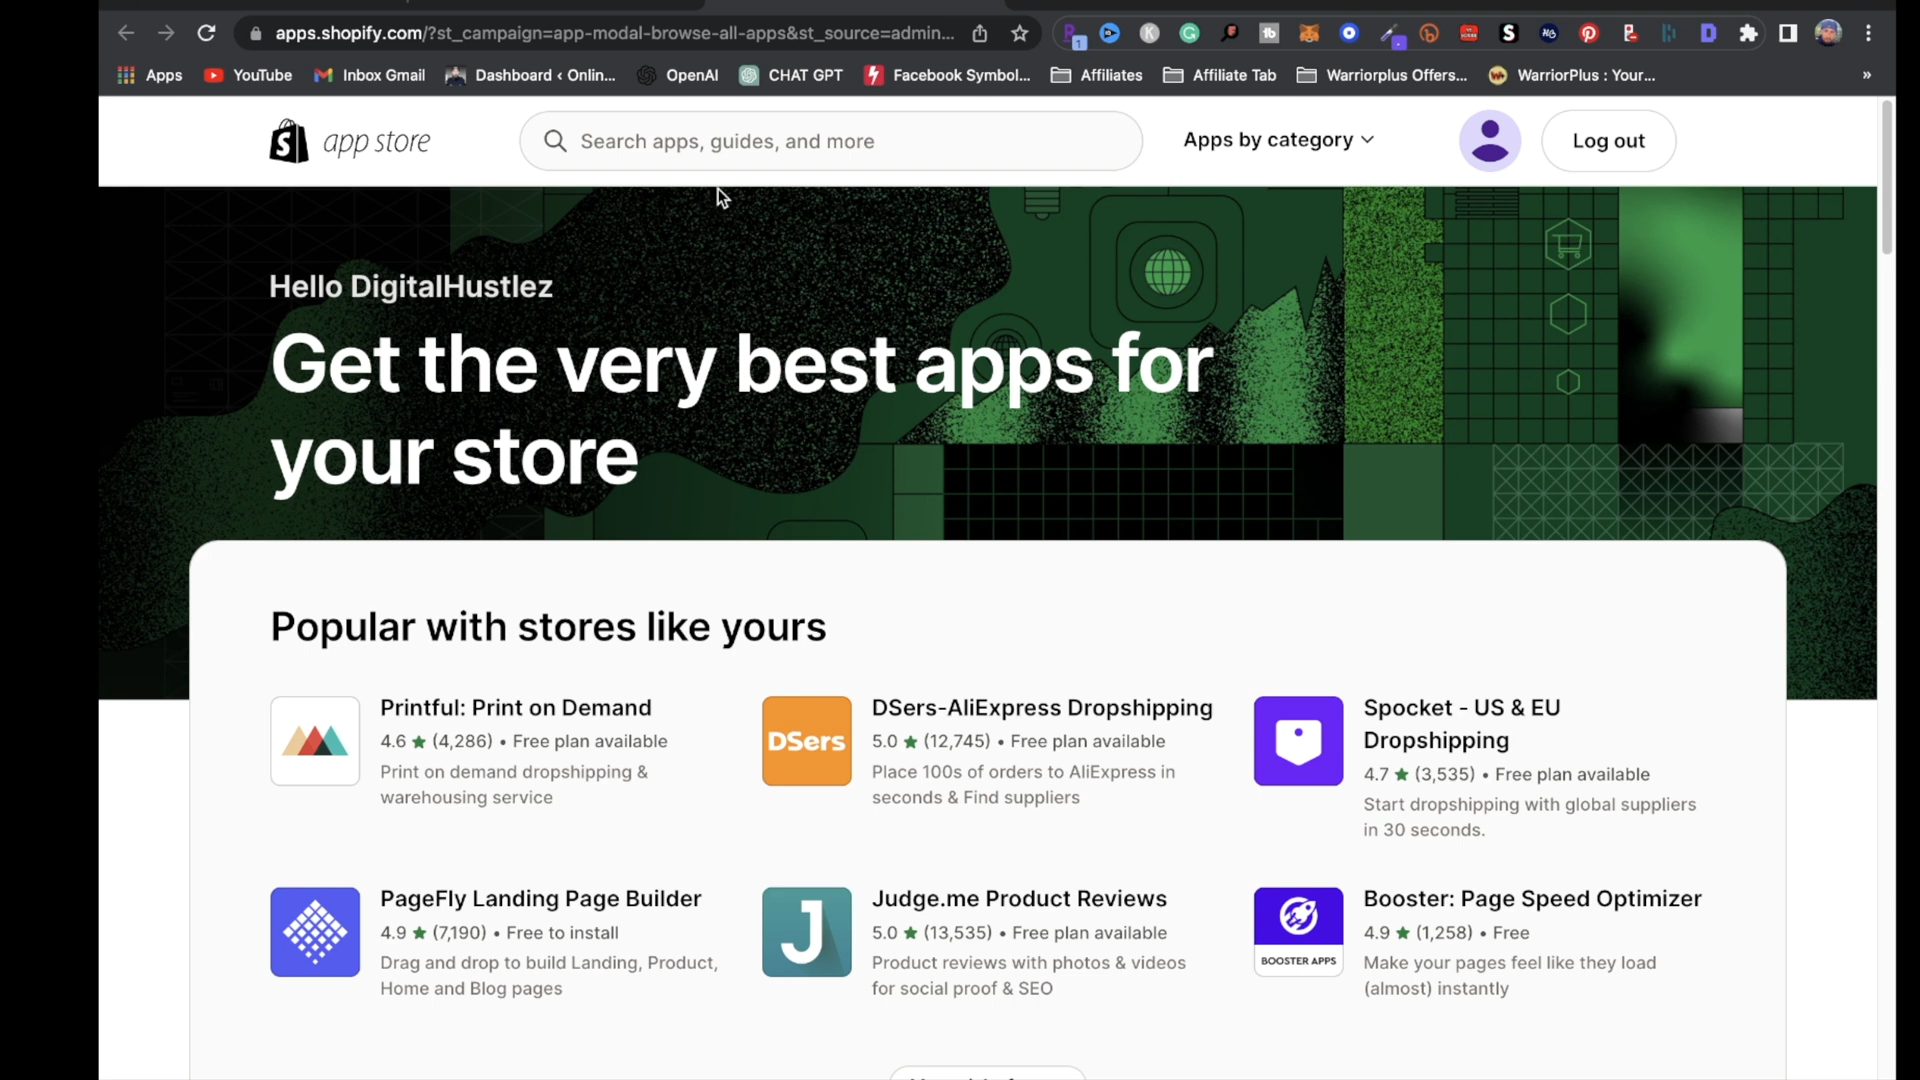 apps.shopify.com/?st_campaign=app-modal-browse-all-apps&st_source=admin...
Apps
YouTube
Inbox Gmail
Dashboard ‹ Onlin...
OpenAI
CHAT GPT
Facebook Symbol...
Affiliates
Affiliate Tab
Warriorplus Offers...
WarriorPlus : Your...
»
app store
Search apps, guides, and more
Apps by category
Log out
Hello DigitalHustlez
Get the very best apps for
your store
Popular with stores like yours
Printful: Print on Demand
4.6 ★ (4,286) • Free plan available
Print on demand dropshipping &
warehousing service
DSers
DSers-AliExpress Dropshipping
5.0 ★ (12,745) • Free plan available
Place 100s of orders to AliExpress in
seconds & Find suppliers
Spocket - US & EU
Dropshipping
4.7 ★ (3,535) • Free plan available
Start dropshipping with global suppliers
in 30 seconds.
PageFly Landing Page Builder
4.9 ★ (7,190) • Free to install
Drag and drop to build Landing, Product,
Home and Blog pages
J
Judge.me Product Reviews
5.0 ★ (13,535) • Free plan available
Product reviews with photos & videos
for social proof & SEO
BOOSTER APPS
Booster: Page Speed Optimizer
4.9 ★ (1,258) • Free
Make your pages feel like they load
(almost) instantly